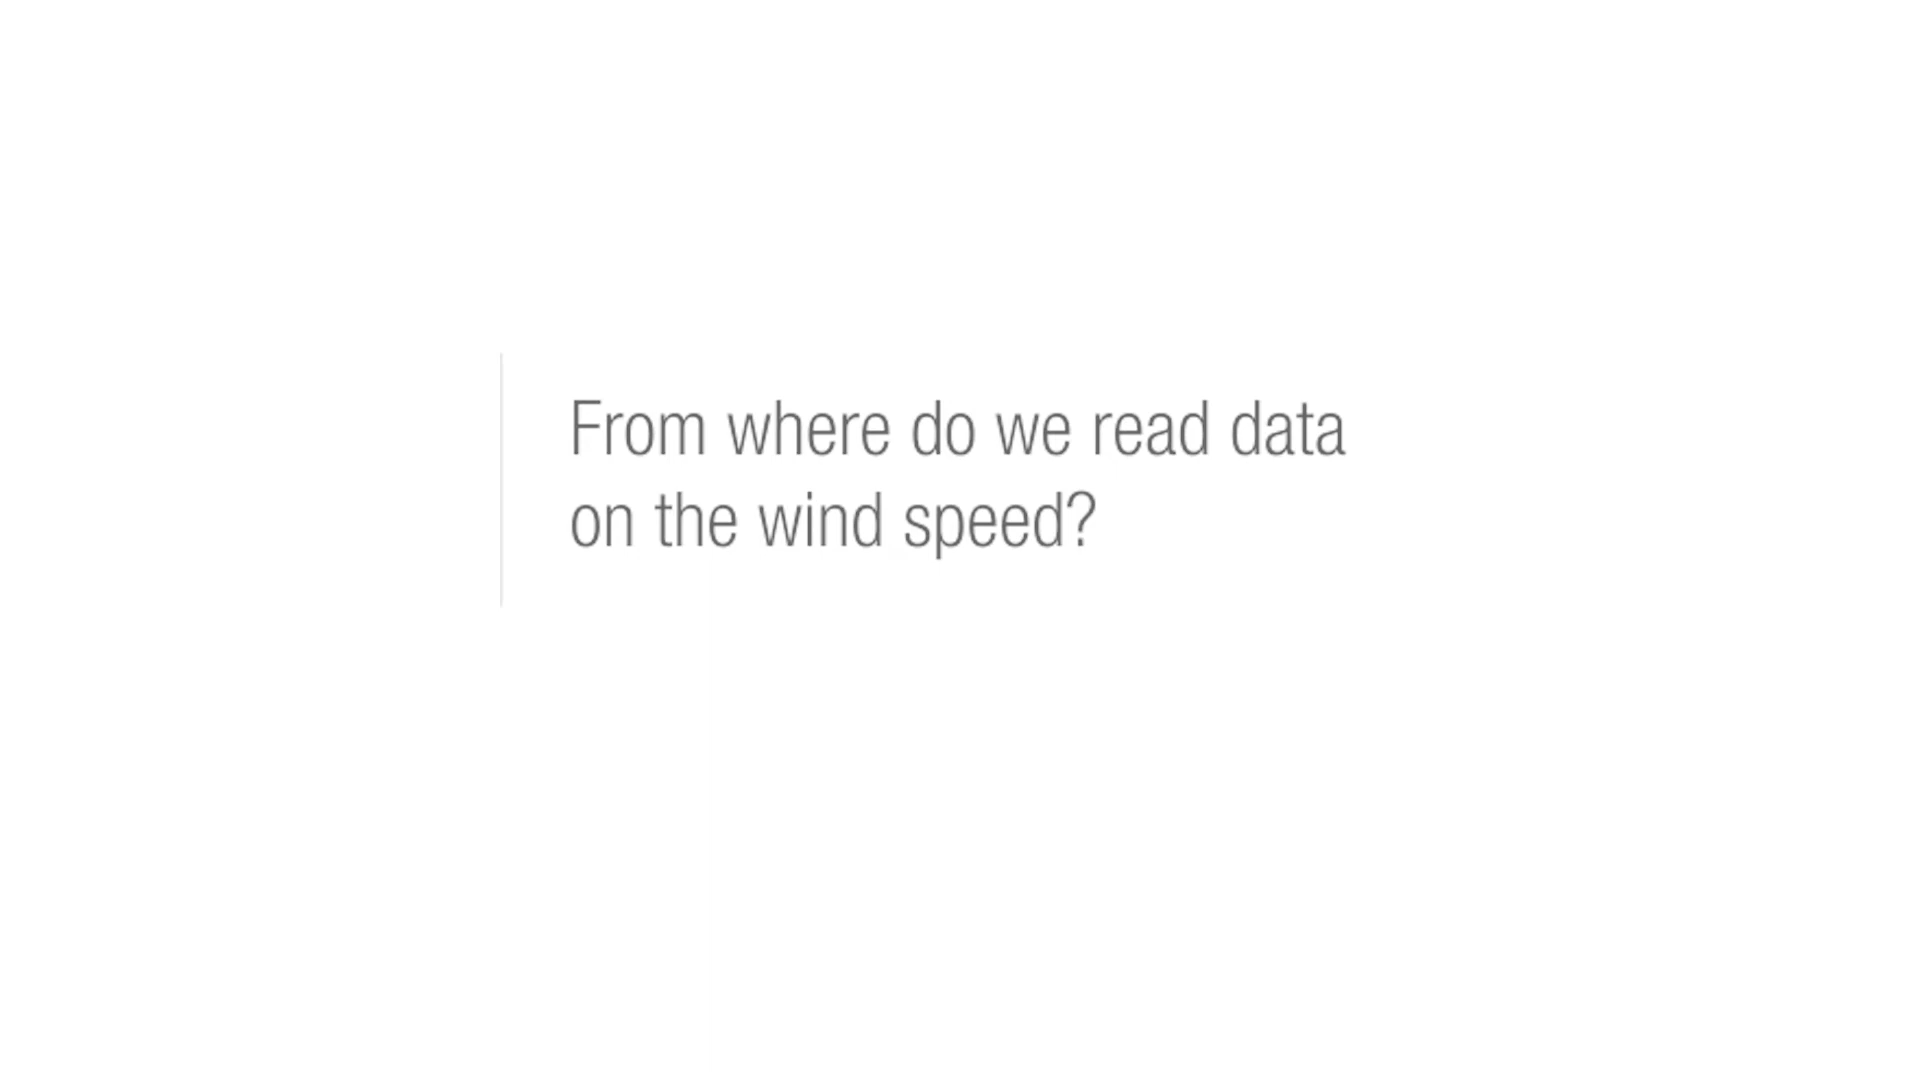 From where do we read data
on the wind speed?